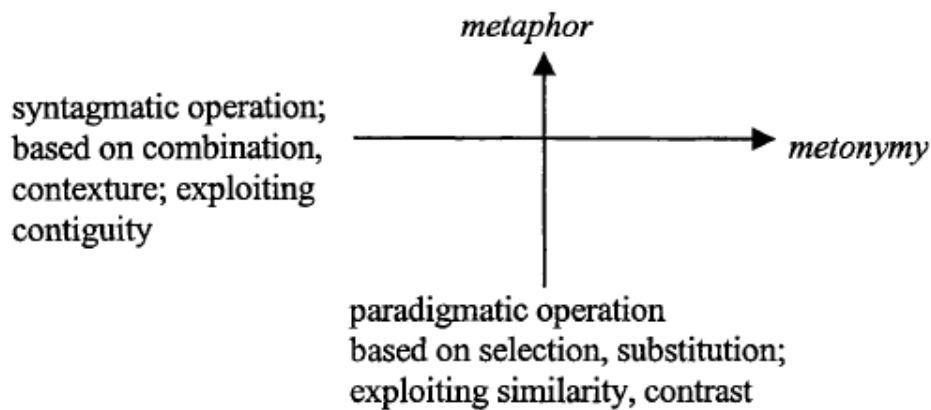 metaphor
syntagmatic operation;
based on combination,
contexture; exploiting
contiguity
metonymy
paradigmatic operation
based on selection, substitution;
exploiting similarity, contrast